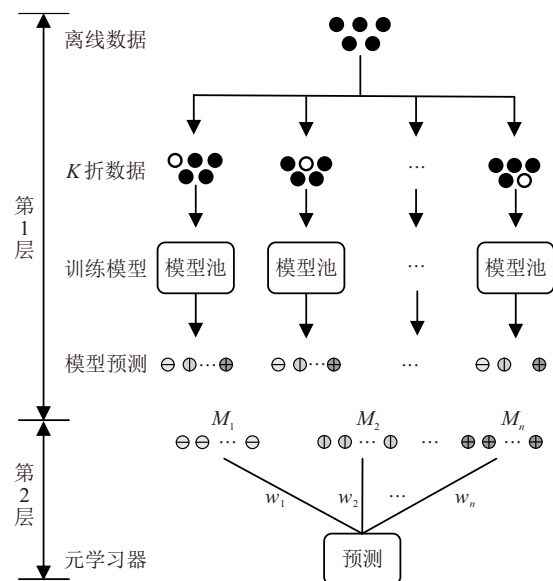 离线数据
K折数据
…
第1层
训练模型
模型池
模型池
…
模型池
模型预测
…
…
…
M₁
M₂
Mₙ
…
…
…
…
第2层
w₁
w₂
…
wₙ
元学习器
预测